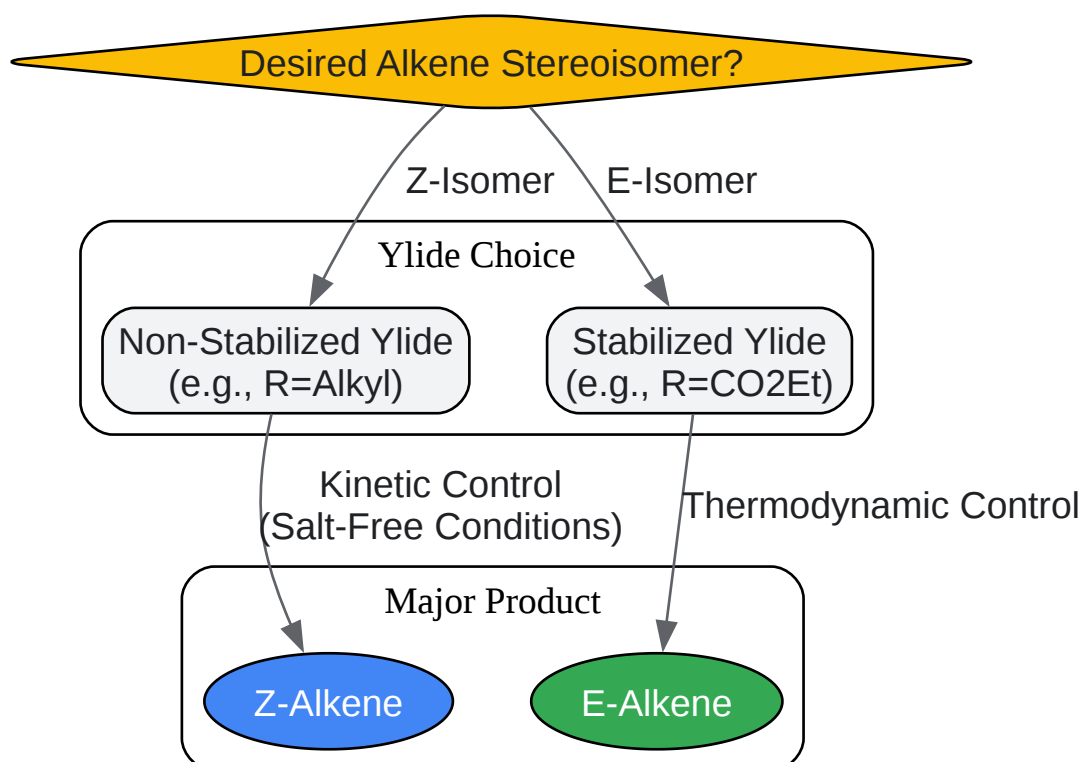 Desired Alkene Stereoisomer?
Z-Isomer
E-Isomer
Ylide Choice
Non-Stabilized Ylide
(e.g., R=Alkyl)
Stabilized Ylide
(e.g., R=CO2Et)
Kinetic Control
(Salt-Free Conditions)
Thermodynamic Control
Major Product
Z-Alkene
E-Alkene